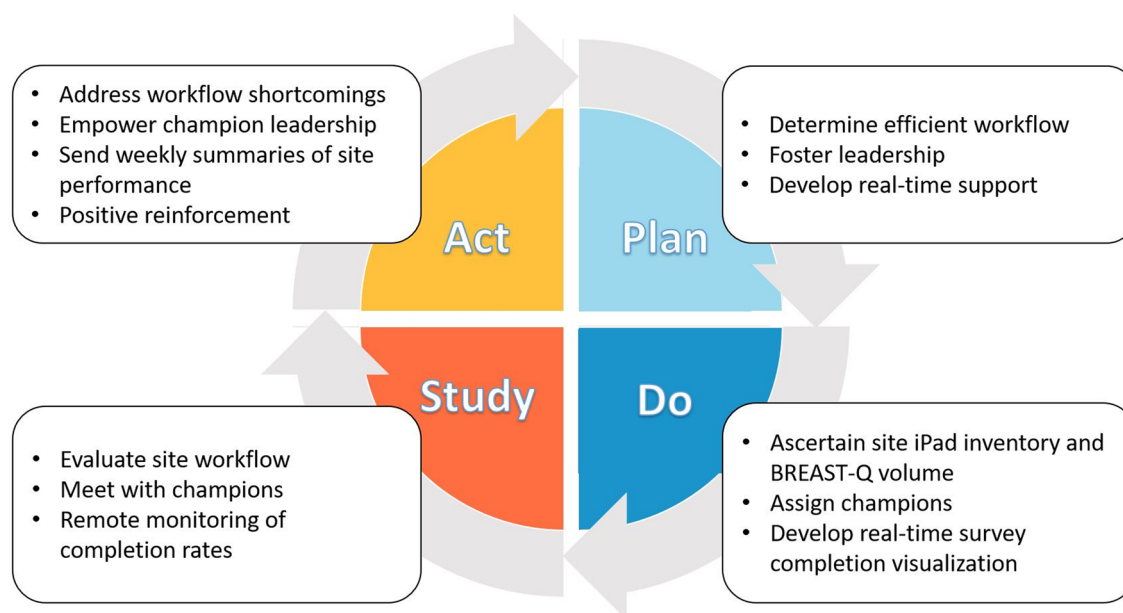 • Address workflow shortcomings
• Empower champion leadership
• Send weekly summaries of site
performance
• Positive reinforcement
Act
Plan
• Determine efficient workflow
• Foster leadership
• Develop real-time support
• Evaluate site workflow
• Meet with champions
• Remote monitoring of
completion rates
Study
Do
• Ascertain site iPad inventory and
BREAST-Q volume
• Assign champions
• Develop real-time survey
completion visualization